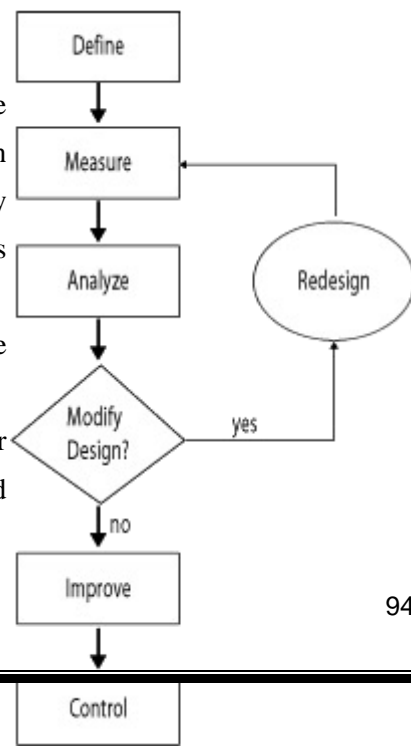 Define
e
Measure
n
y
s
Analyze
Redesign
e
Modify
Design?
yes
r
d
no
Improve
94
Control